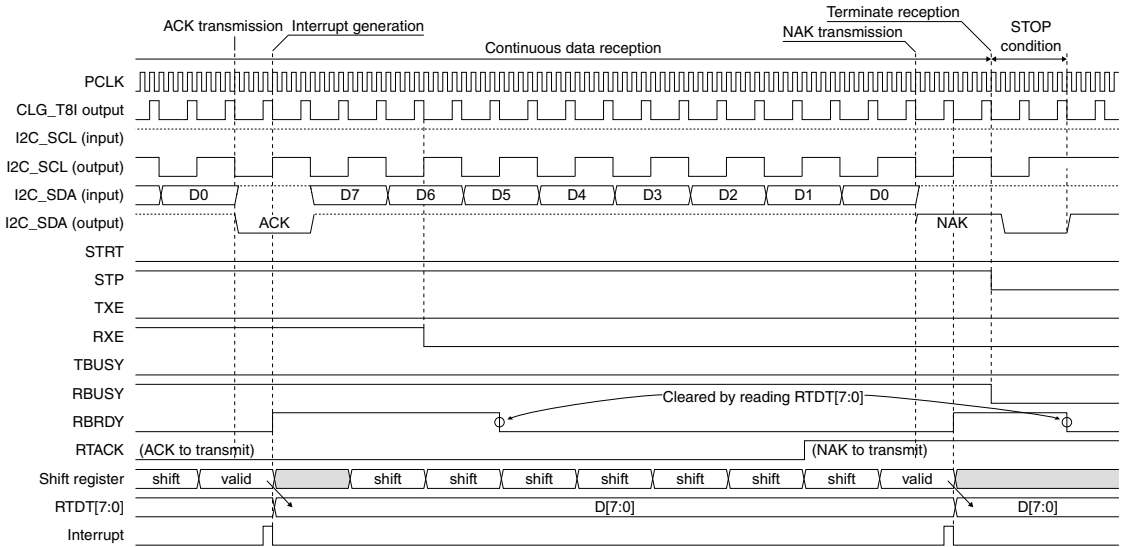 Terminate reception
ACK transmission Interrupt generation NAK transmission STOP condition
Continuous data reception
PCLK
CLG_T8I output
I2C_SCL (input)
I2C_SCL (output)
I2C_SDA (input) D0 D7 D6 D5 D4 D3 D2 D1 D0
I2C_SDA (output) ACK NAK
STRT
STP
TXE
RXE
TBUSY
RBUSY
Cleared by reading RTDT[7:0]
RBRDY
RTACK (ACK to transmit) (NAK to transmit)
Shift register shift valid shift shift shift shift shift shift shift valid
RTDT[7:0] D[7:0] D[7:0]
Interrupt